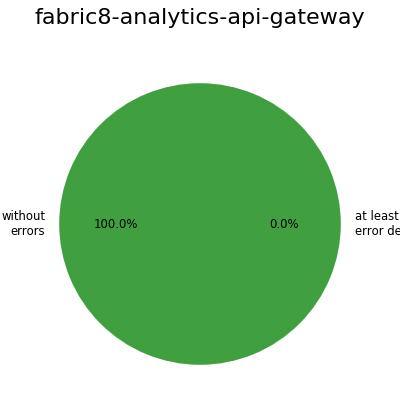 fabric8-analytics-api-gateway
without
errors
100.0%
0.0%
at least
error de